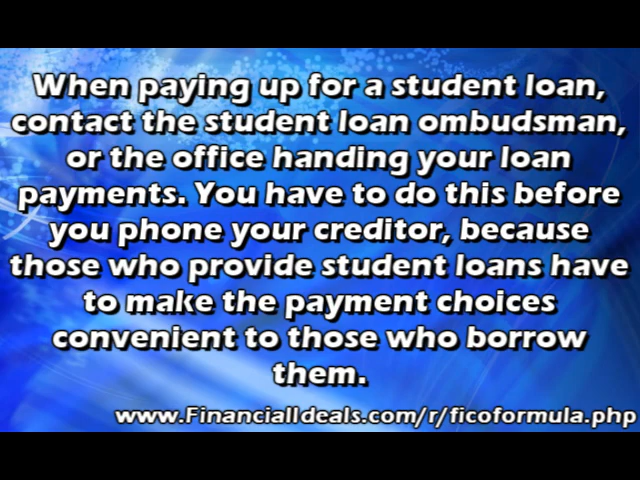 When paying up for a student loan,
contact the student loan ombudsman,
or the office handing your loan
payments. You have to do this before
you phone your creditor, because
those who provide student loans have
to make the payment choices
convenient to those who borrow
them.
www.FinancialIdeals.com/r/ficoformula.php